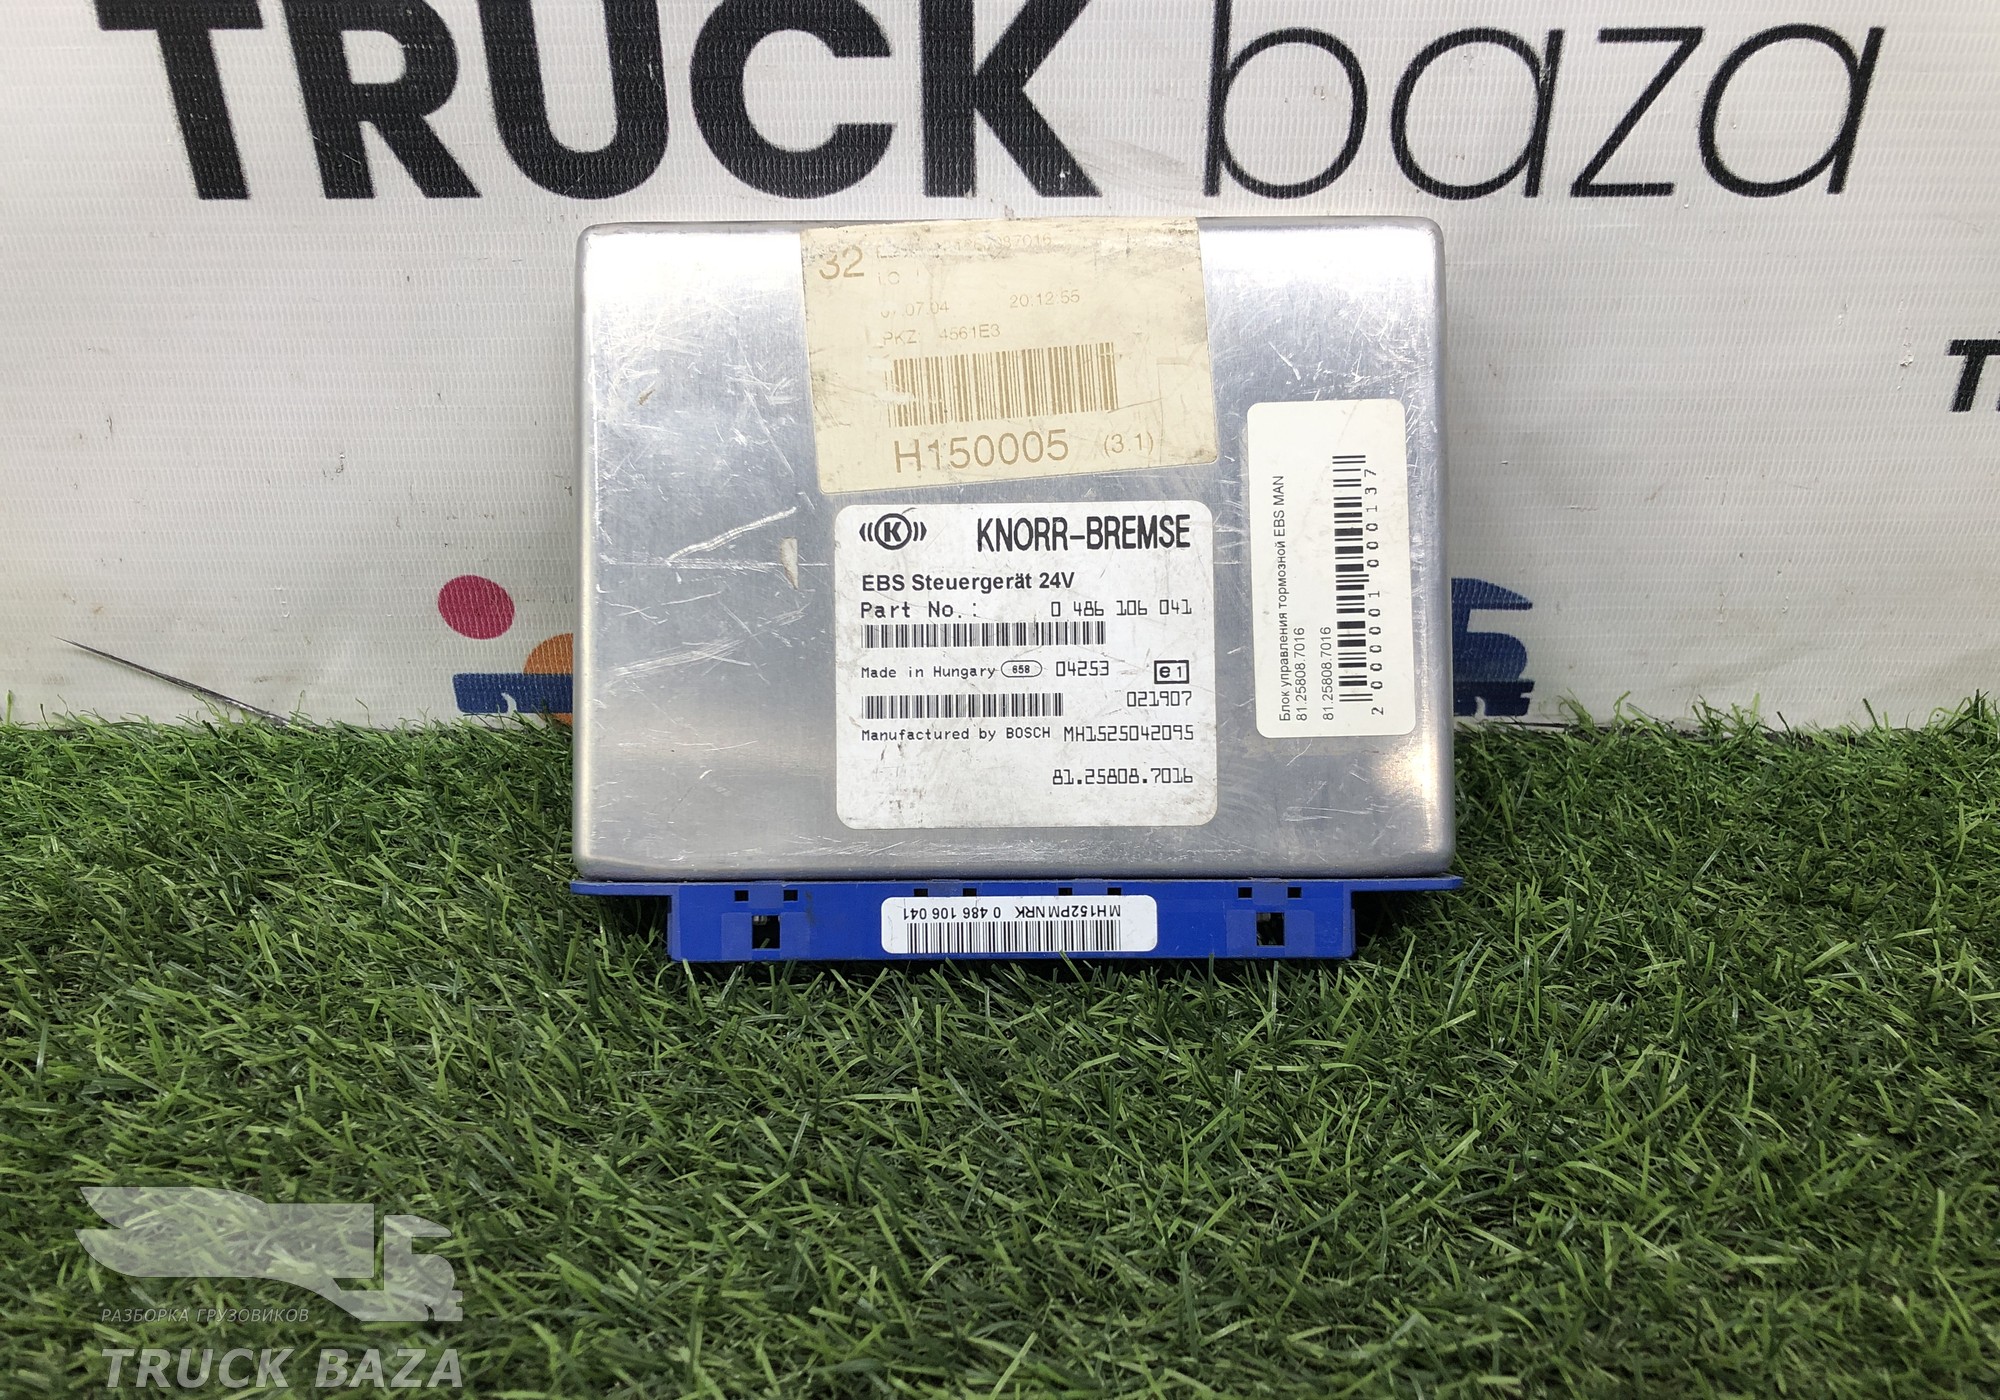 TRUCK baza
32
20:12:55
PKZ: 4561E3
H150005 (3.1)
KNORR-BREMSE
EBS Steuergerät 24V
Part No.: 0 486 106 041
Made in Hungary 658 04253 e1
021907
Manufactured by BOSCH MH1525042095
81.25808.7016
Блок управления тормозной EBS MAN
81.25808.7016
81.25808.7016
2000001000137
MH152PMNRK 0 486 106 041
РАЗБОРКА ГРУЗОВИКОВ
TRUCK BAZA